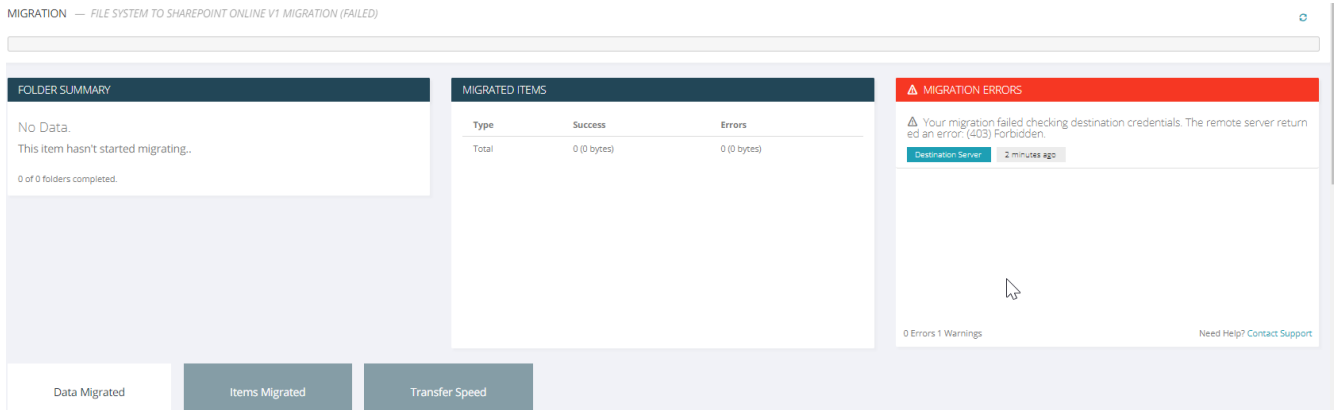 MIGRATION — FILE SYSTEM TO SHAREPOINT ONLINE V1 MIGRATION (FAILED)
FOLDER SUMMARY
No Data.
This item hasn't started migrating..
0 of 0 folders completed.
MIGRATED ITEMS
Type Success Errors
Total 0 (0 bytes) 0 (0 bytes)
MIGRATION ERRORS
Your migration failed checking destination credentials. The remote server return
ed an error: (403) Forbidden.
Destination Server 2 minutes ago
0 Errors 1 Warnings Need Help? Contact Support
Data Migrated Items Migrated Transfer Speed